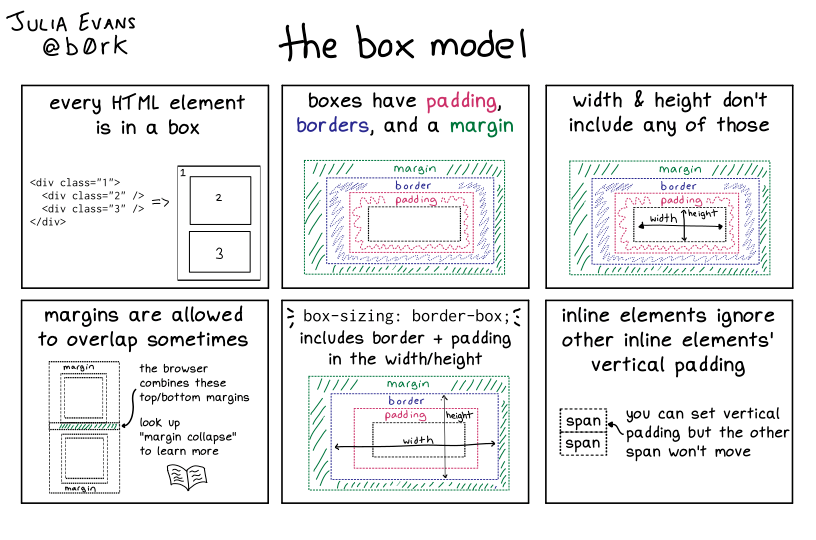 JULIA EVANS
@b0rk
the box model
every HTML element
is in a box
<div class="1">
<div class="2" />
<div class="3" />
</div>
=>
1
2
3
boxes have padding,
borders, and a margin
margin
border
padding
width & height don't
include any of those
margin
border
padding
width
height
margins are allowed
to overlap sometimes
margin
margin
the browser
combines these
top/bottom margins
look up
"margin collapse"
to learn more
box-sizing: border-box;
includes border + padding
in the width/height
margin
border
padding
height
width
inline elements ignore
other inline elements'
vertical padding
span
span
you can set vertical
padding but the other
span won't move